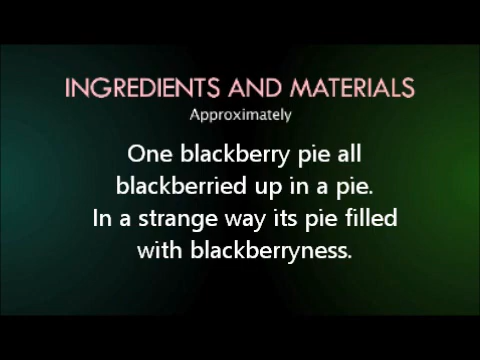 INGREDIENTS AND MATERIALS
Approximately
One blackberry pie all
blackberried up in a pie.
In a strange way its pie filled
with blackberryness.